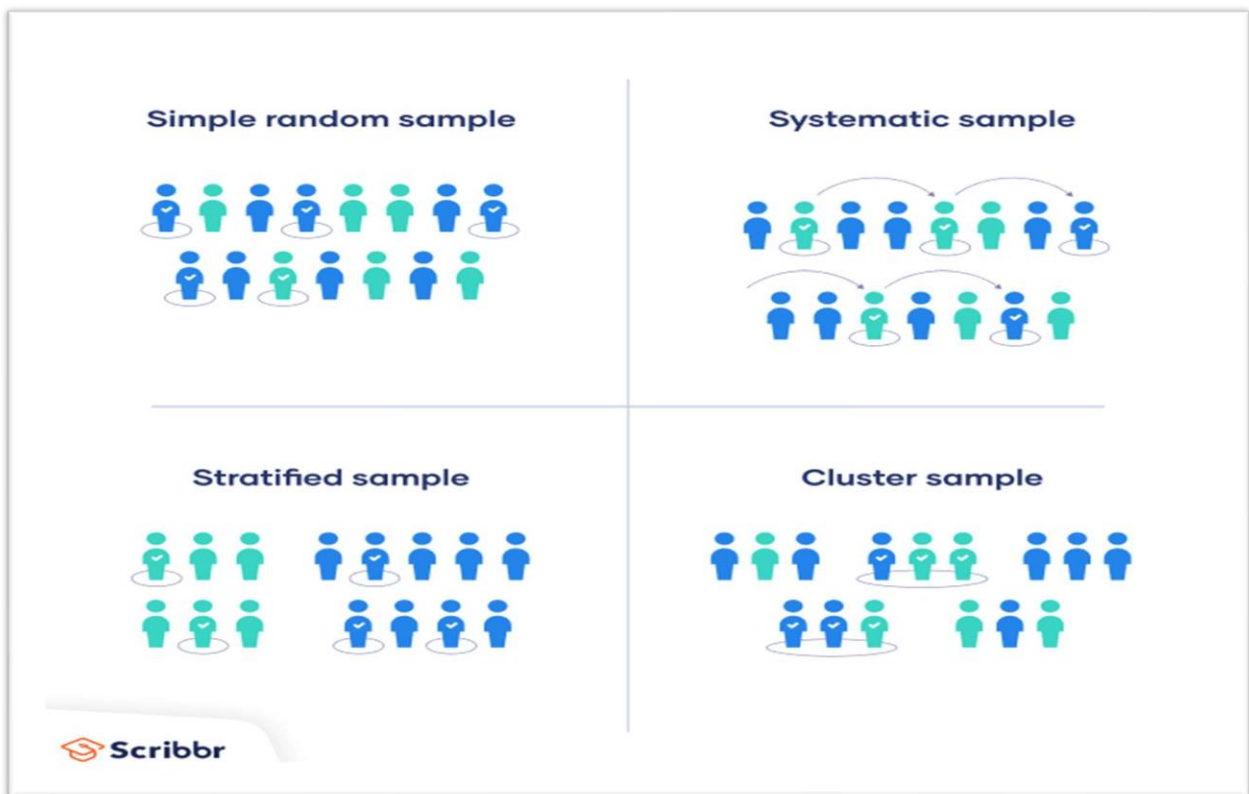 Simple random sample
Systematic sample
Stratified sample
Cluster sample
Scribbr